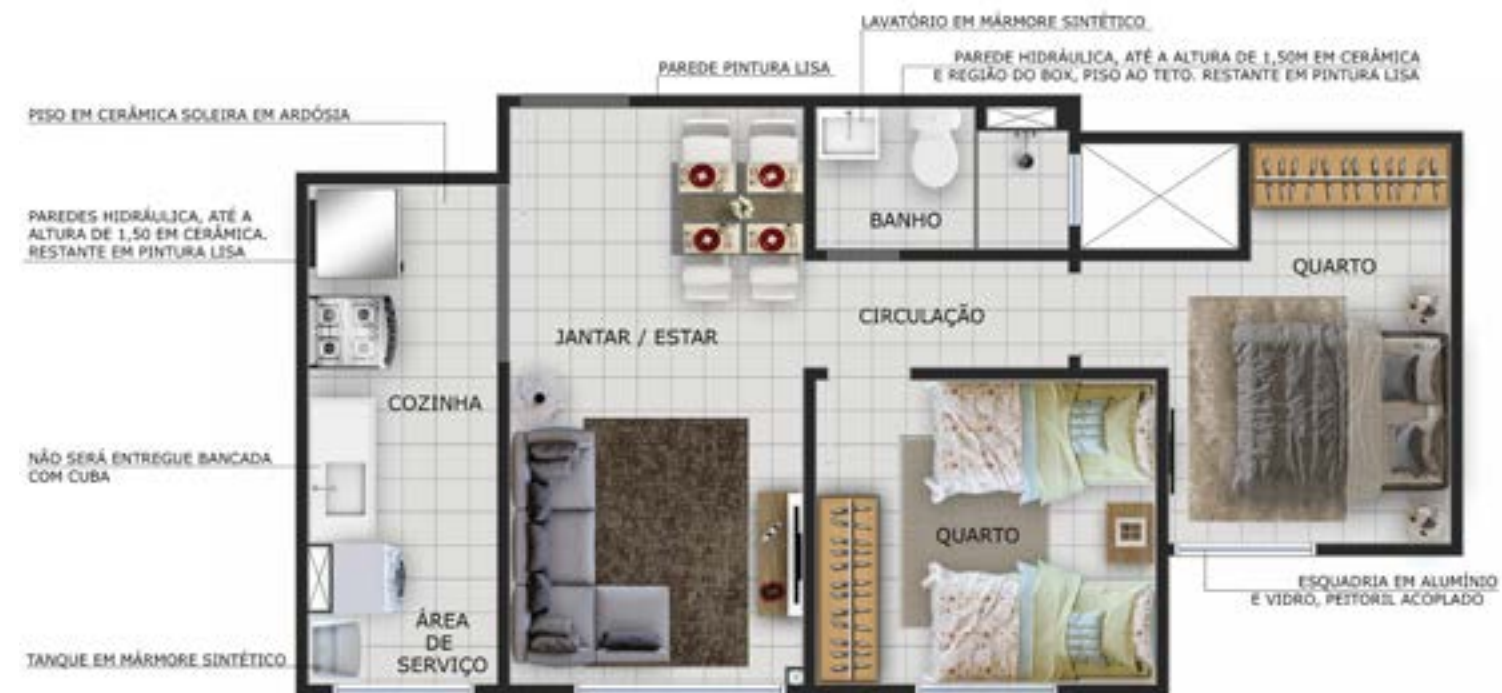 LAVATÓRIO EM MÁRMORE SINTÉTICO
PAREDE HIDRÁULICA, ATÉ A ALTURA DE 1,50M EM CERÂMICA
E REGIÃO DO BOX, PISO AO TETO. RESTANTE EM PINTURA LISA
PAREDE PINTURA LISA
PISO EM CERÂMICA SOLEIRA EM ARDÓSIA
PAREDES HIDRÁULICA, ATÉ A
ALTURA DE 1,50 EM CERÂMICA.
RESTANTE EM PINTURA LISA
BANHO
QUARTO
CIRCULAÇÃO
JANTAR / ESTAR
COZINHA
NÃO SERÁ ENTREGUE BANCADA
COM CUBA
QUARTO
ESQUADRIA EM ALUMÍNIO
E VIDRO, PEITORIL ACOPLADO
ÁREA
DE
SERVIÇO
TANQUE EM MÁRMORE SINTÉTICO